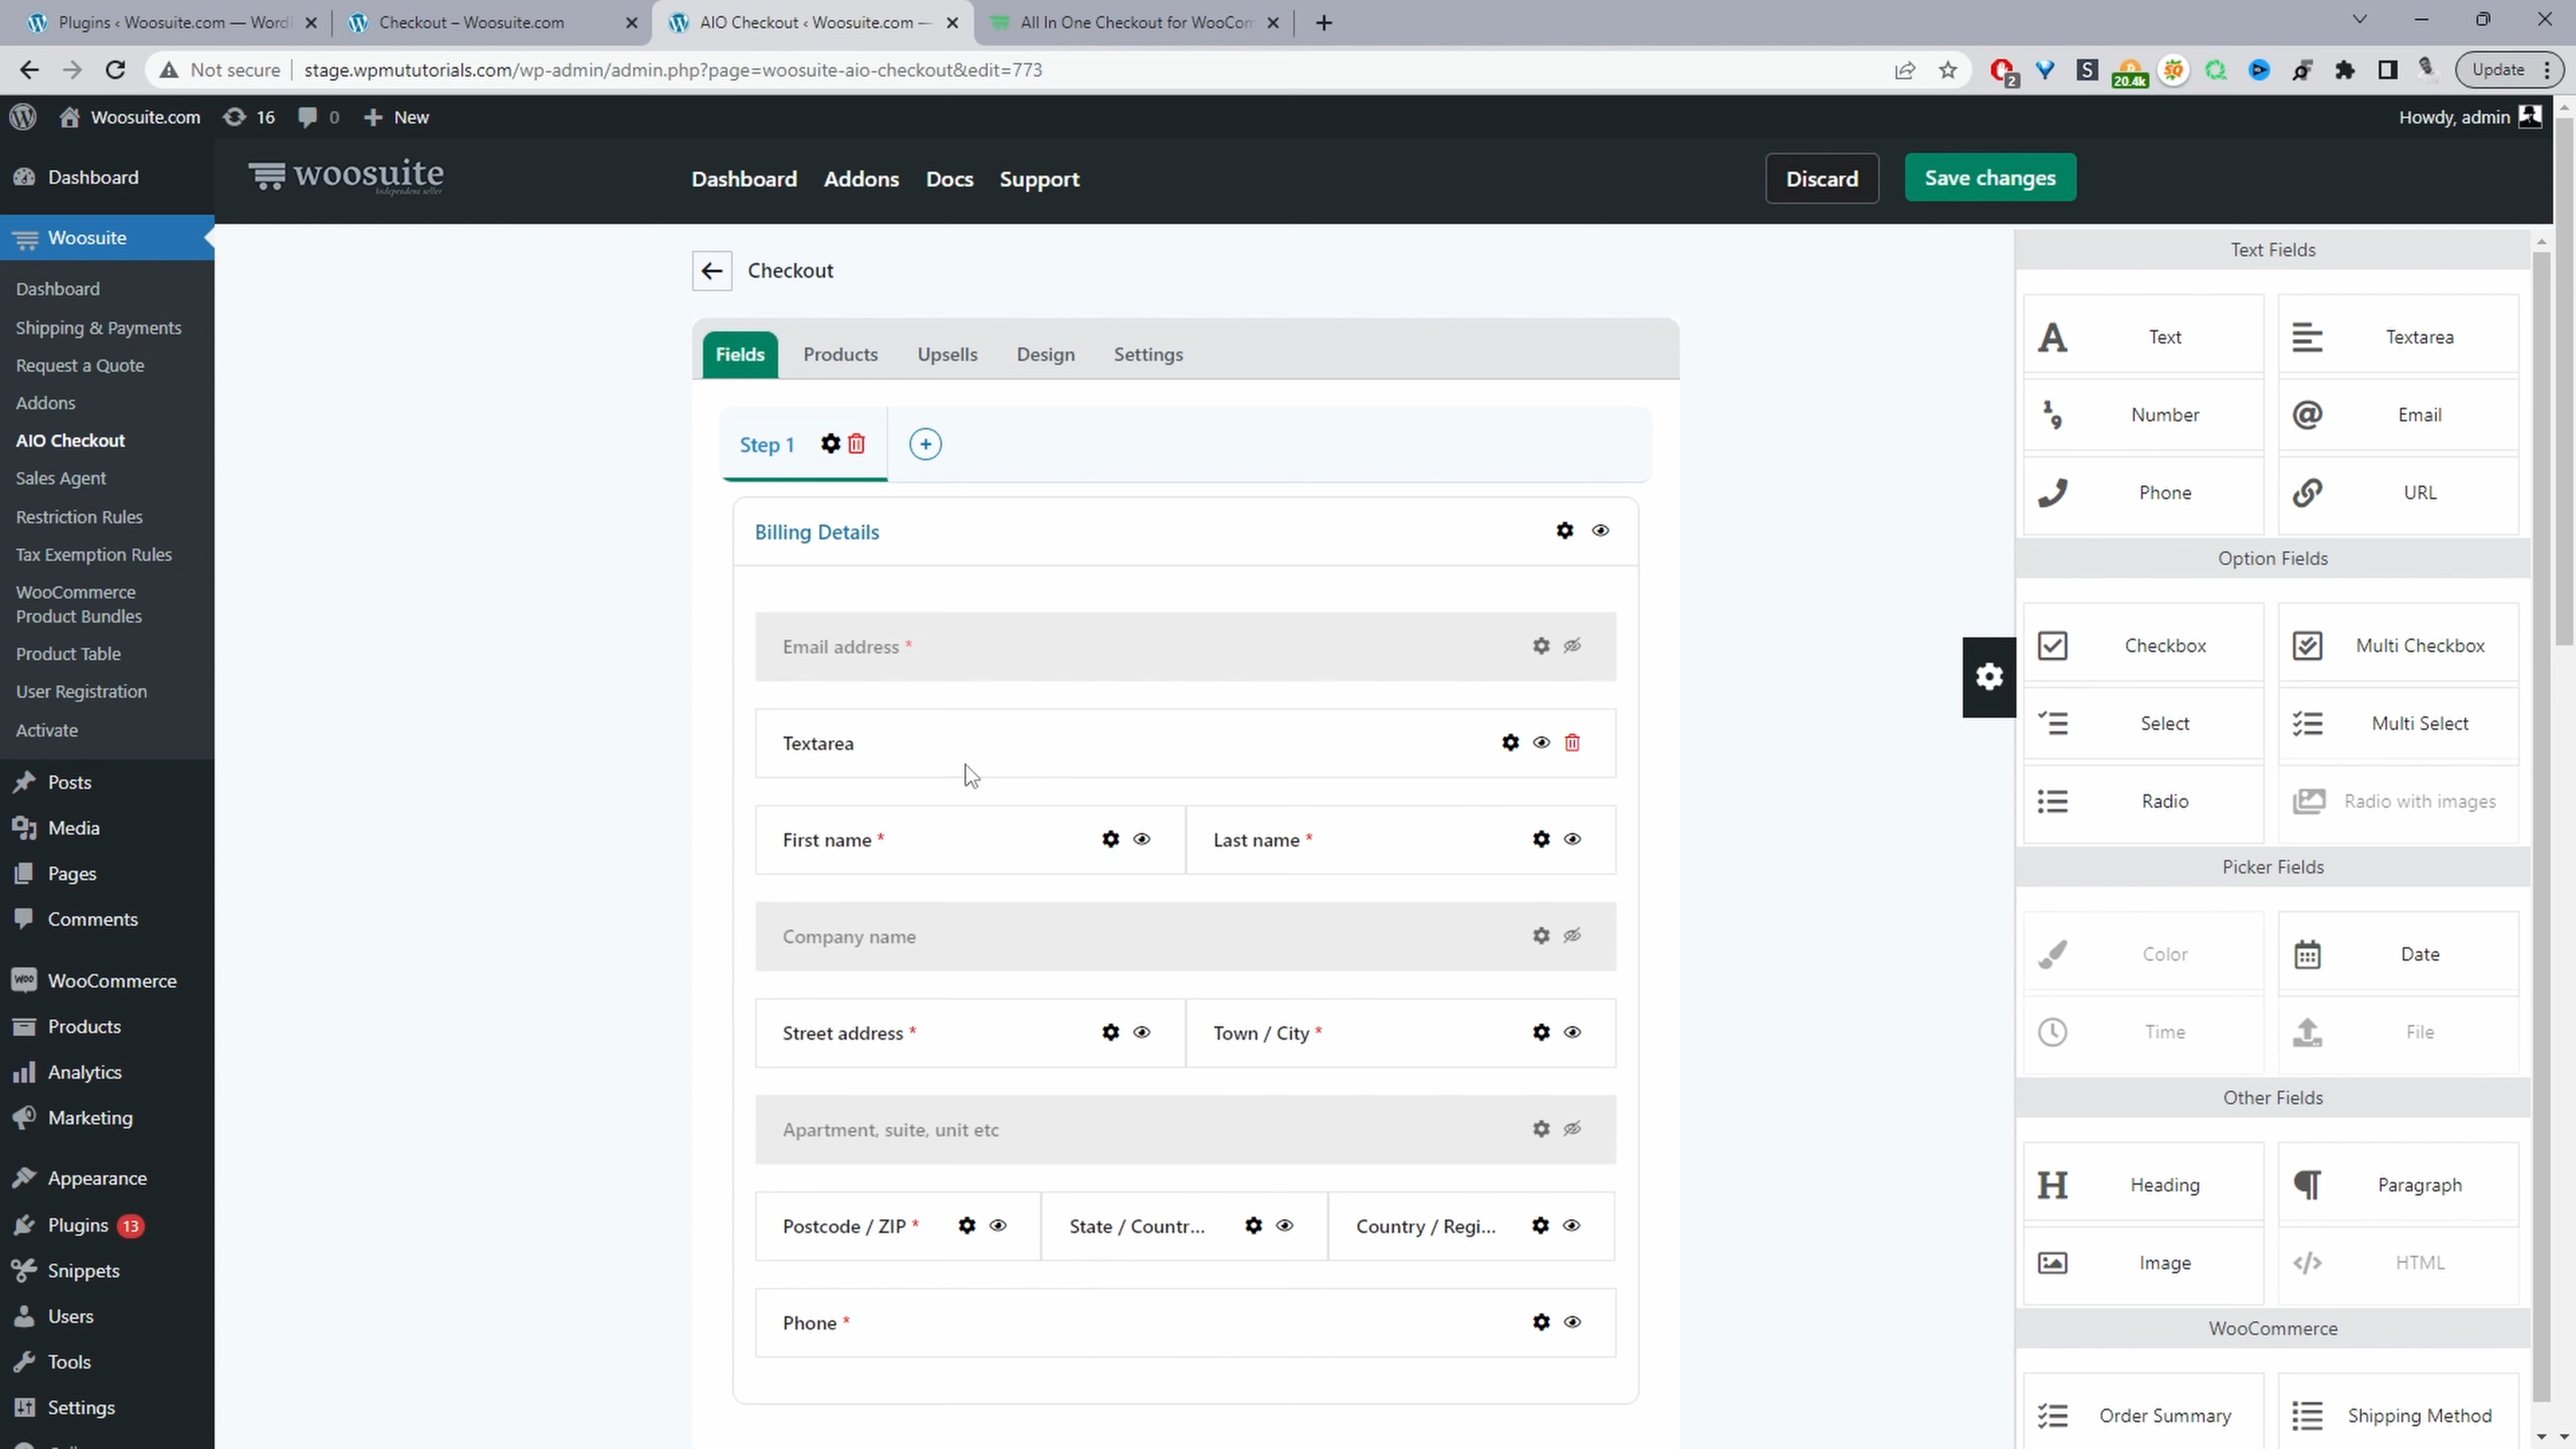 Plugins ‹ Woosuite.com — Word
Checkout – Woosuite.com
AIO Checkout ‹ Woosuite.com —
All In One Checkout for WooCom
Not secure
stage.wpmututorials.com/wp-admin/admin.php?page=woosuite-aio-checkout&edit=773
2
S
20.4k
SQ
Update
Woosuite.com
16
0
New
Howdy, admin
woosuite
Independent seller
Dashboard
Addons
Docs
Support
Discard
Save changes
Dashboard
Woosuite
Dashboard
Shipping & Payments
Request a Quote
Addons
AIO Checkout
Sales Agent
Restriction Rules
Tax Exemption Rules
WooCommerce
Product Bundles
Product Table
User Registration
Activate
Posts
Media
Pages
Comments
WooCommerce
Products
Analytics
Marketing
Appearance
Plugins 13
Snippets
Users
Tools
Settings
Checkout
Fields
Products
Upsells
Design
Settings
Step 1
Billing Details
Email address *
Textarea
First name *
Last name *
Company name
Street address *
Town / City *
Apartment, suite, unit etc
Postcode / ZIP *
State / Countr...
Country / Regi...
Phone *
Text Fields
Text
Textarea
Number
Email
Phone
URL
Option Fields
Checkbox
Multi Checkbox
Select
Multi Select
Radio
Radio with images
Picker Fields
Color
Date
Time
File
Other Fields
Heading
Paragraph
Image
HTML
WooCommerce
Order Summary
Shipping Method